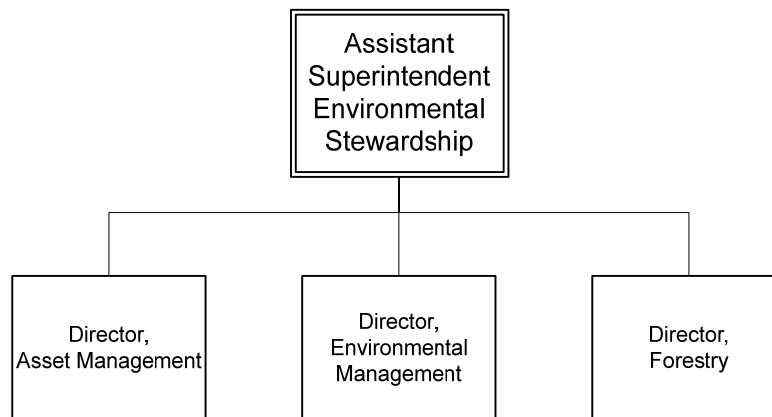 Assistant
Superintendent
Environmental
Stewardship
Director,
Asset Management
Director,
Environmental
Management
Director,
Forestry